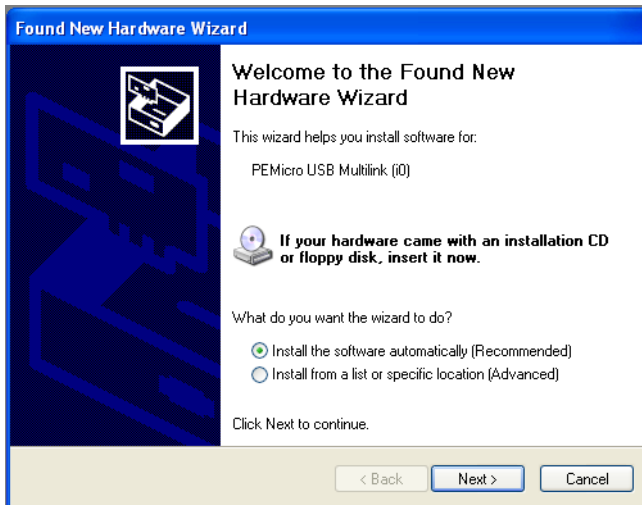 Found New Hardware Wizard
Welcome to the Found New
Hardware Wizard
This wizard helps you install software for:
PEMicro USB Multilink (i0)
If your hardware came with an installation CD
or floppy disk, insert it now.
What do you want the wizard to do?
Install the software automatically (Recommended)
Install from a list or specific location (Advanced)
Click Next to continue.
< Back
Next >
Cancel